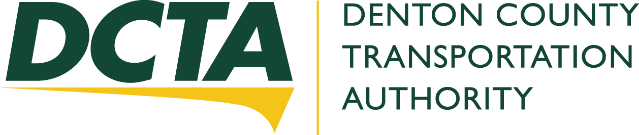 DCTA
DENTON COUNTY
TRANSPORTATION
AUTHORITY